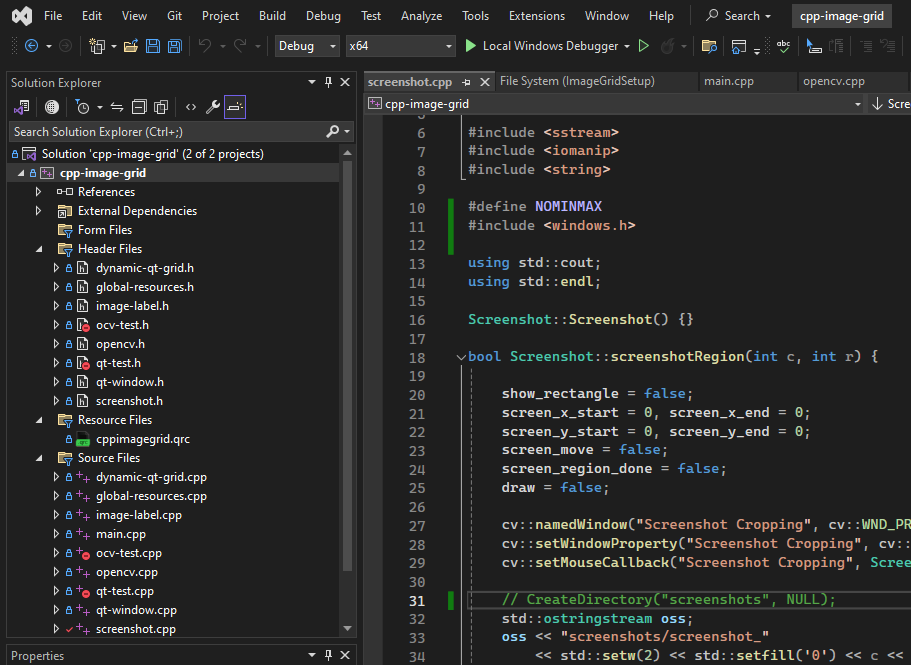 File Edit View Git Project Build Debug Test Analyze Tools Extensions Window Help Search cpp-image-grid
Debug x64 Local Windows Debugger abc
Solution Explorer
Search Solution Explorer (Ctrl+;)
Solution 'cpp-image-grid' (2 of 2 projects)
cpp-image-grid
References
External Dependencies
Form Files
Header Files
dynamic-qt-grid.h
global-resources.h
image-label.h
ocv-test.h
opencv.h
qt-test.h
qt-window.h
screenshot.h
Resource Files
cppimagegrid.qrc
Source Files
dynamic-qt-grid.cpp
global-resources.cpp
image-label.cpp
main.cpp
ocv-test.cpp
opencv.cpp
qt-test.cpp
qt-window.cpp
screenshot.cpp
Properties
screenshot.cpp File System (ImageGridSetup) main.cpp opencv.cpp
cpp-image-grid Scre
6 #include <sstream>
7 #include <iomanip>
8 #include <string>
9
10 #define NOMINMAX
11 #include <windows.h>
12
13 using std::cout;
14 using std::endl;
15
16 Screenshot::Screenshot() {}
17
18 bool Screenshot::screenshotRegion(int c, int r) {
19
20 show_rectangle = false;
21 screen_x_start = 0, screen_x_end = 0;
22 screen_y_start = 0, screen_y_end = 0;
23 screen_move = false;
24 screen_region_done = false;
25 draw = false;
26
27 cv::namedWindow("Screenshot Cropping", cv::WND_PR
28 cv::setWindowProperty("Screenshot Cropping", cv::
29 cv::setMouseCallback("Screenshot Cropping", Scree
30
31 // CreateDirectory("screenshots", NULL);
32 std::ostringstream oss;
33 oss << "screenshots/screenshot_"
34 << std::setw(2) << std::setfill('0') << c <<